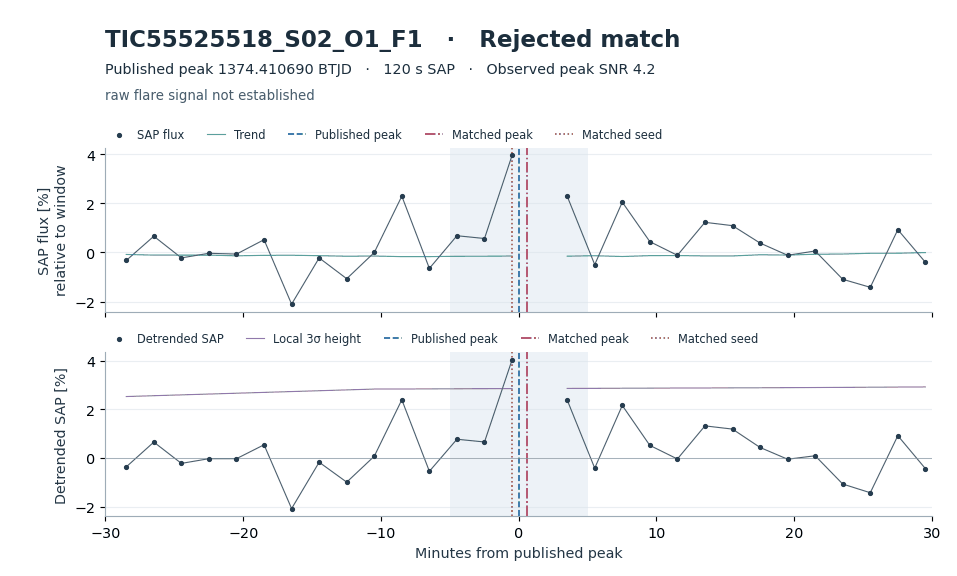 TIC55525518_S02_O1_F1 · Rejected match
Published peak 1374.410690 BTJD · 120 s SAP · Observed peak SNR 4.2
raw flare signal not established
SAP flux Trend Published peak Matched peak Matched seed
4
2
0
−2
SAP flux [%]
relative to window
Detrended SAP Local 3σ height Published peak Matched peak Matched seed
4
2
0
−2
Detrended SAP [%]
−30 −20 −10 0 10 20 30
Minutes from published peak